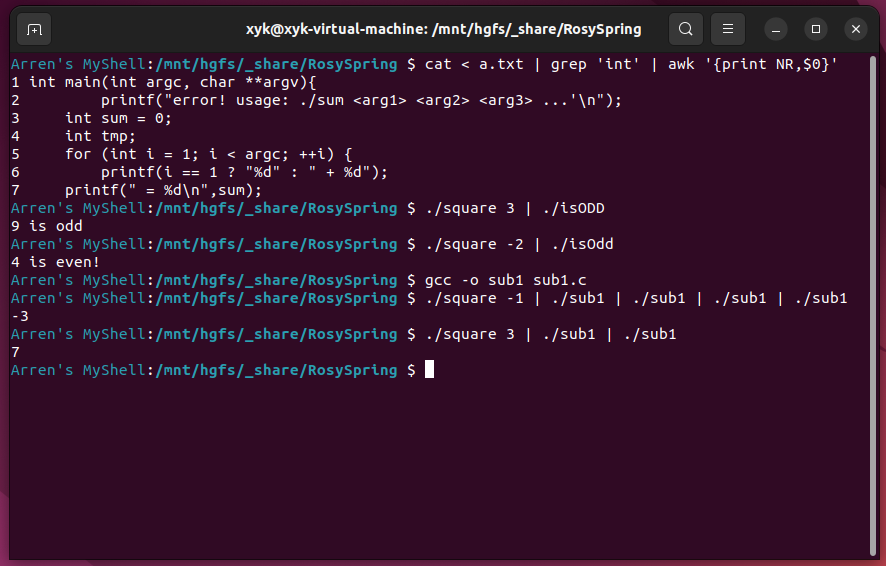 xyk@xyk-virtual-machine: /mnt/hgfs/_share/RosySpring
Arren's MyShell:/mnt/hgfs/_share/RosySpring $ cat < a.txt | grep 'int' | awk '{print NR,$0}'
1 int main(int argc, char **argv){
2         printf("error! usage: ./sum <arg1> <arg2> <arg3> ...'\n");
3     int sum = 0;
4     int tmp;
5     for (int i = 1; i < argc; ++i) {
6         printf(i == 1 ? "%d" : " + %d");
7     printf(" = %d\n",sum);
Arren's MyShell:/mnt/hgfs/_share/RosySpring $ ./square 3 | ./isODD
9 is odd
Arren's MyShell:/mnt/hgfs/_share/RosySpring $ ./square -2 | ./isOdd
4 is even!
Arren's MyShell:/mnt/hgfs/_share/RosySpring $ gcc -o sub1 sub1.c
Arren's MyShell:/mnt/hgfs/_share/RosySpring $ ./square -1 | ./sub1 | ./sub1 | ./sub1 | ./sub1
-3
Arren's MyShell:/mnt/hgfs/_share/RosySpring $ ./square 3 | ./sub1 | ./sub1
7
Arren's MyShell:/mnt/hgfs/_share/RosySpring $